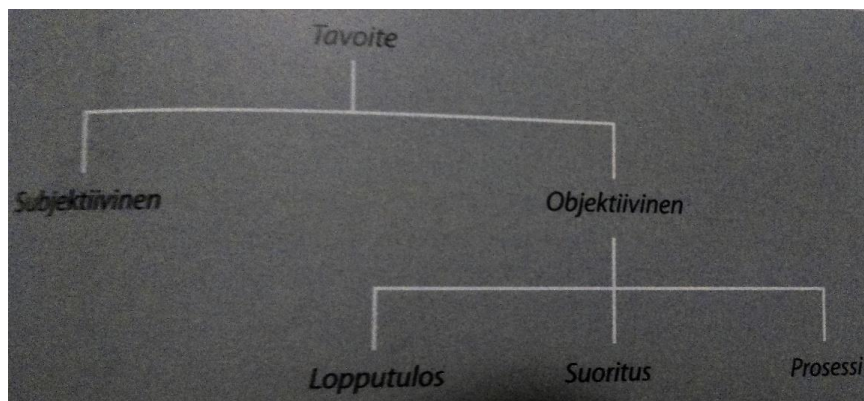 Tavoite
Subjektiivinen
Objektiivinen
Lopputulos
Suoritus
Prosessi